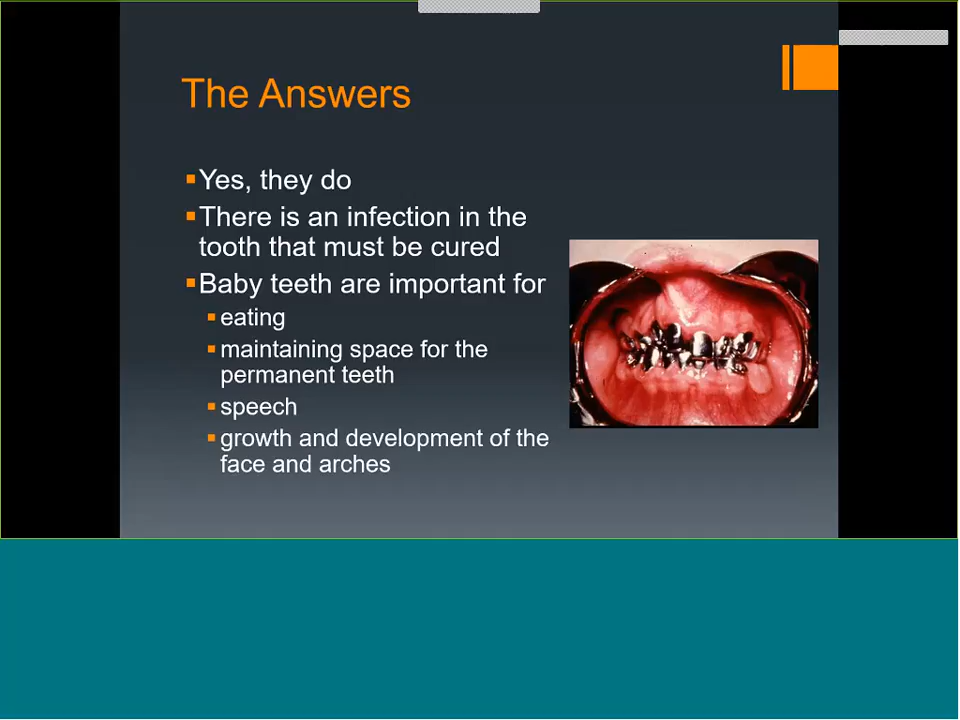 The Answers
Yes, they do
There is an infection in the
tooth that must be cured
Baby teeth are important for
eating
maintaining space for the
permanent teeth
speech
growth and development of the
face and arches